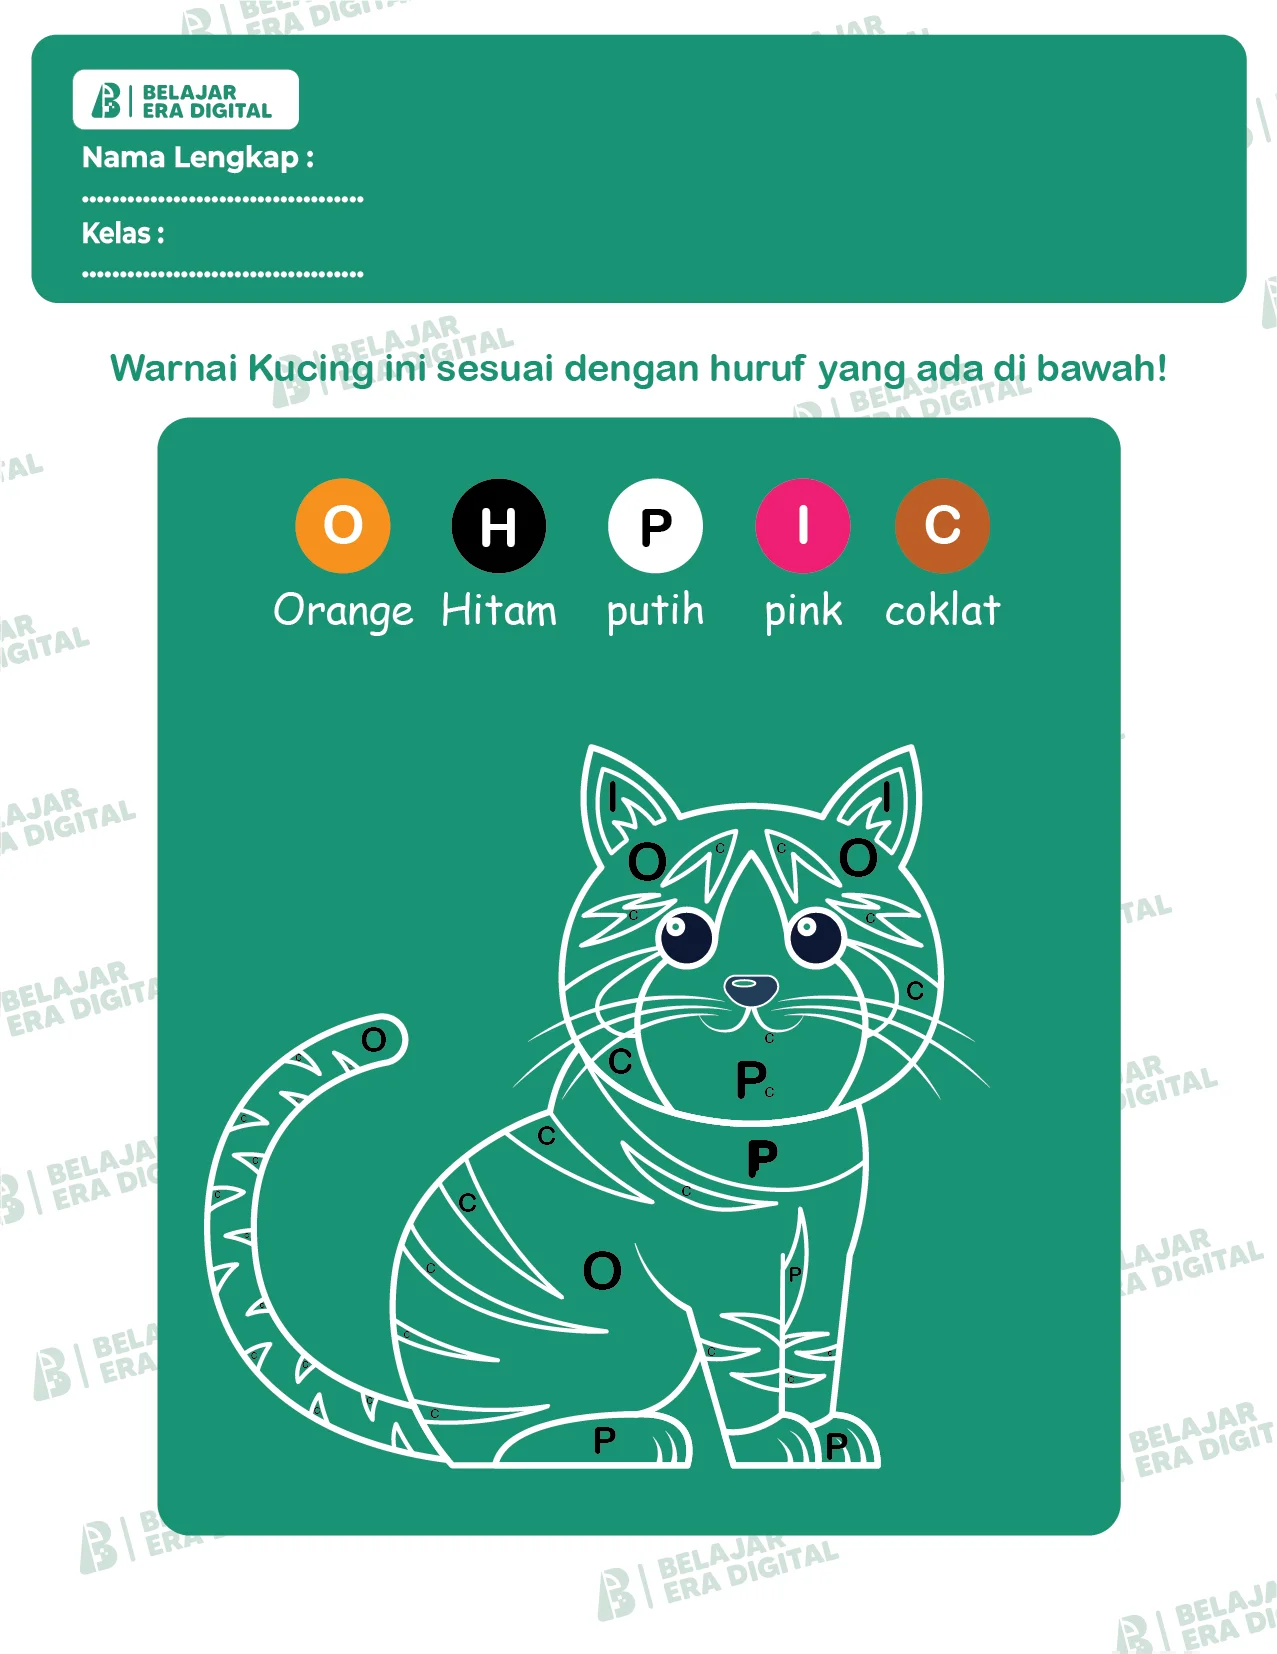 BELAJAR
ERA DIGITAL
Nama Lengkap :
......................................
Kelas :
......................................
Warnai Kucing ini sesuai dengan huruf yang ada di bawah!
O H P I C
Orange Hitam putih pink coklat
I I
O O
C C
C C
C
O
C
C
P
C
C
C
C
P
C
C
C
C
C
O
P
C
C
C
C
C
C
C
C
C
C
P
P
BELAJAR
ERA DIGITAL